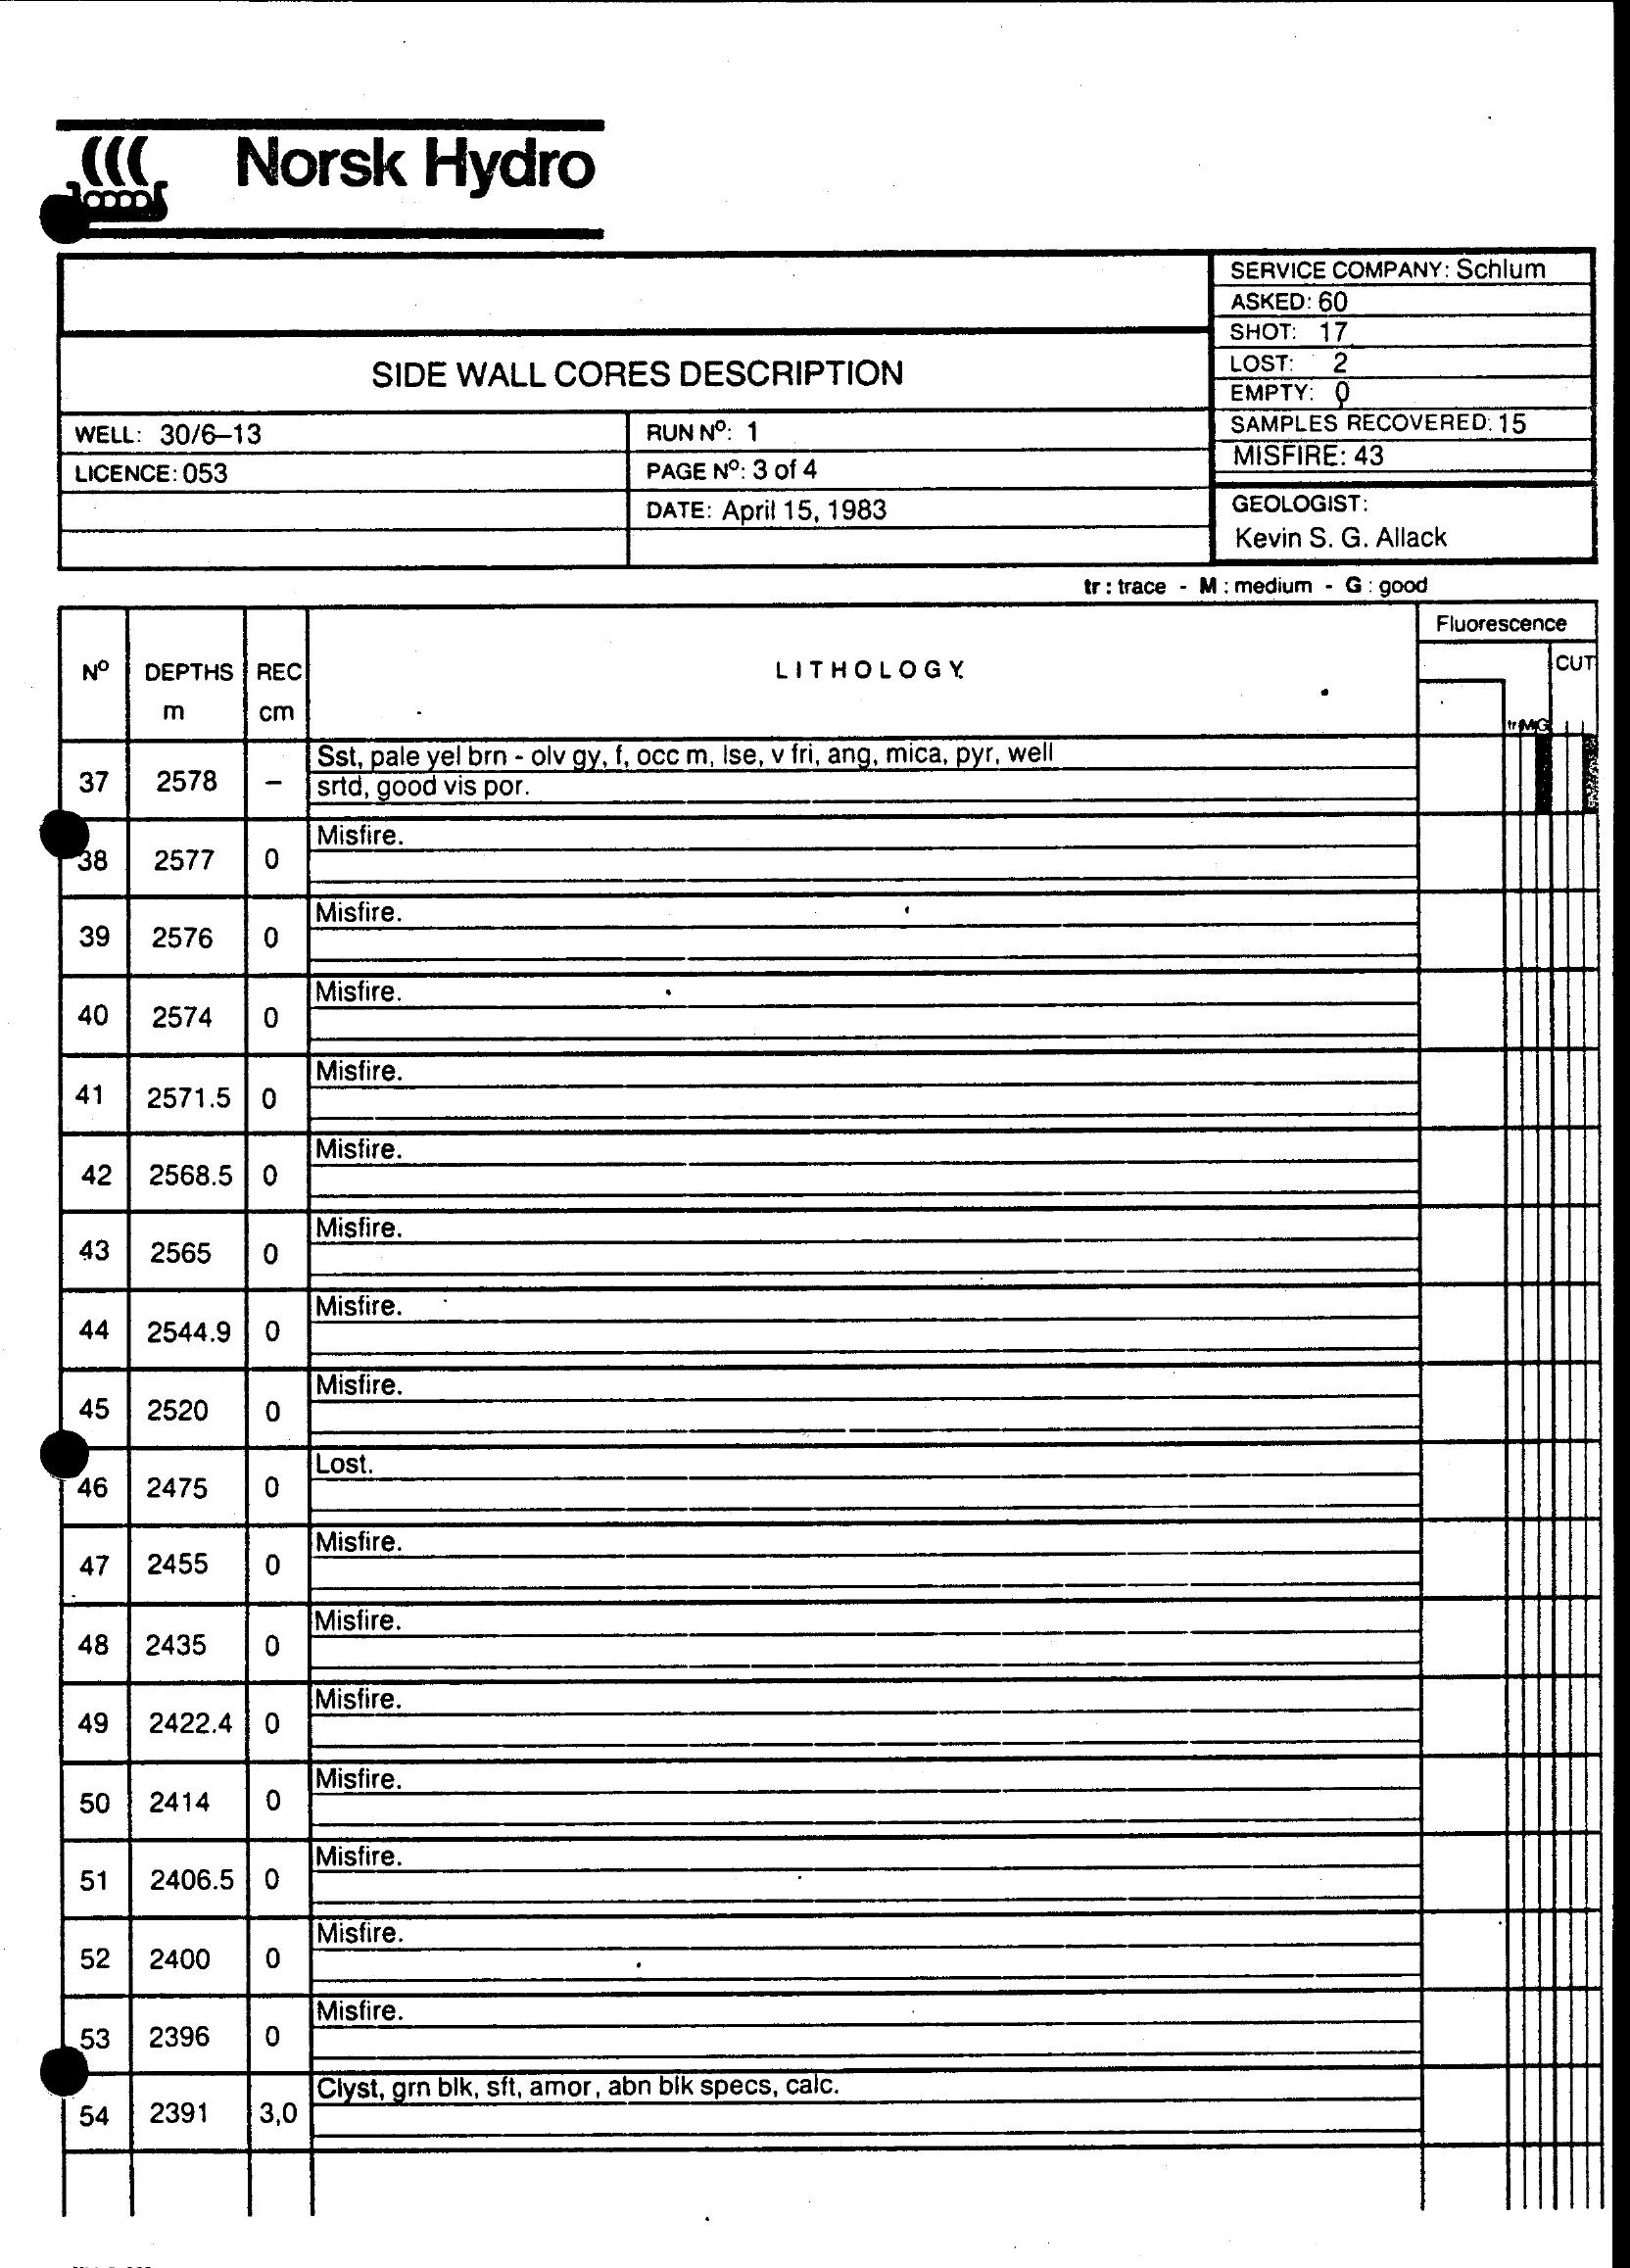 Norsk Hydro
SERVICE COMPANY: Schlum
ASKED: 60
SHOT: 17
LOST: 2
EMPTY: 0
SAMPLES RECOVERED: 15
MISFIRE: 43
SIDE WALL CORES DESCRIPTION
WELL: 30/6–13
RUN Nº: 1
LICENCE: 053
PAGE Nº: 3 of 4
DATE: April 15, 1983
GEOLOGIST:
Kevin S. G. Allack
tr : trace - M : medium - G : good
Fluorescence
Nº DEPTHS REC LITHOLOGY CUT
m cm
tr M G
Sst, pale yel brn - olv gy, f, occ m, lse, v fri, ang, mica, pyr, well
37 2578 – srtd, good vis por.
Misfire.
38 2577 0
Misfire.
39 2576 0
Misfire.
40 2574 0
Misfire.
41 2571.5 0
Misfire.
42 2568.5 0
Misfire.
43 2565 0
Misfire.
44 2544.9 0
Misfire.
45 2520 0
Lost.
46 2475 0
Misfire.
47 2455 0
Misfire.
48 2435 0
Misfire.
49 2422.4 0
Misfire.
50 2414 0
Misfire.
51 2406.5 0
Misfire.
52 2400 0
Misfire.
53 2396 0
Clyst, grn blk, sft, amor, abn blk specs, calc.
54 2391 3,0